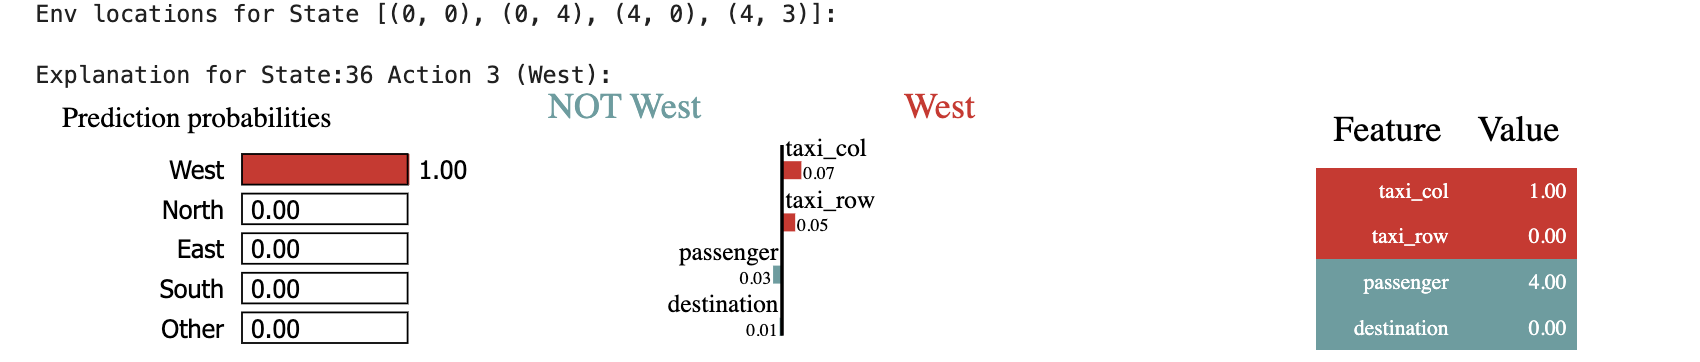 Env locations for State [(0, 0), (0, 4), (4, 0), (4, 3)]:
Explanation for State:36 Action 3 (West):
Prediction probabilities
West 1.00
North 0.00
East 0.00
South 0.00
Other 0.00
NOT West West
taxi_col
0.07
taxi_row
0.05
passenger
0.03
destination
0.01
Feature Value
taxi_col 1.00
taxi_row 0.00
passenger 4.00
destination 0.00